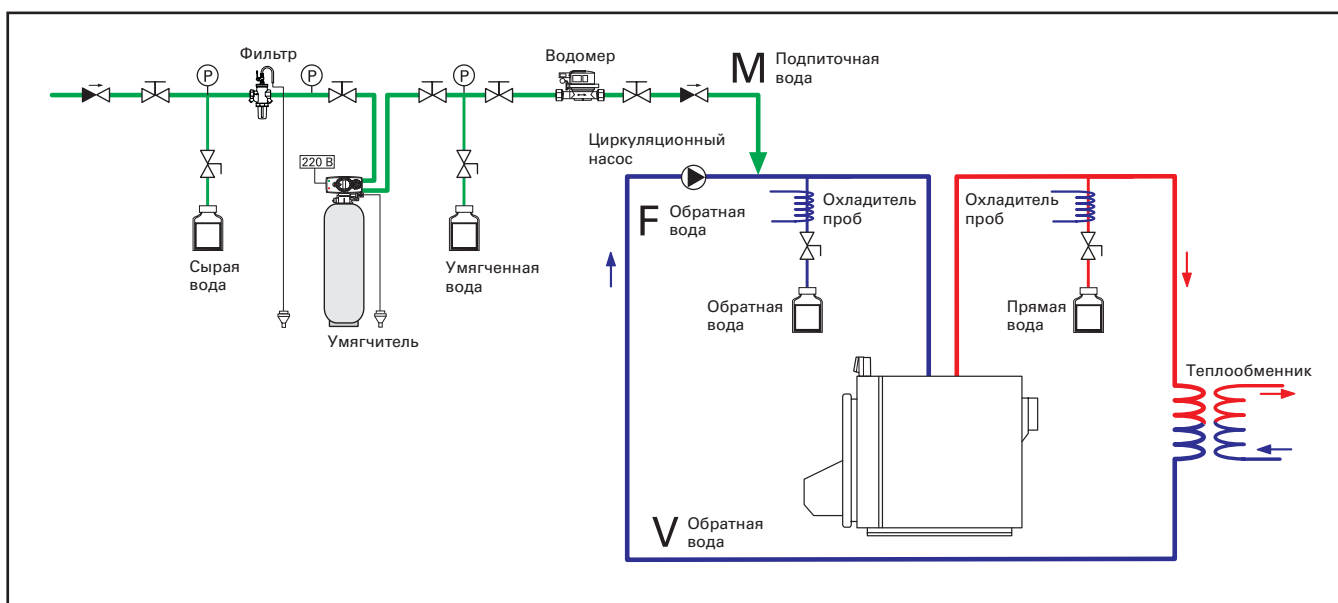 Фильтр
Водомер
M Подпиточная
вода
P
P
P
Циркуляционный
насос
220 В
F Обратная
вода
Охладитель
проб
Охладитель
проб
Сырая
вода
Умягченная
вода
Умягчитель
Обратная
вода
Прямая
вода
Теплообменник
V Обратная
вода